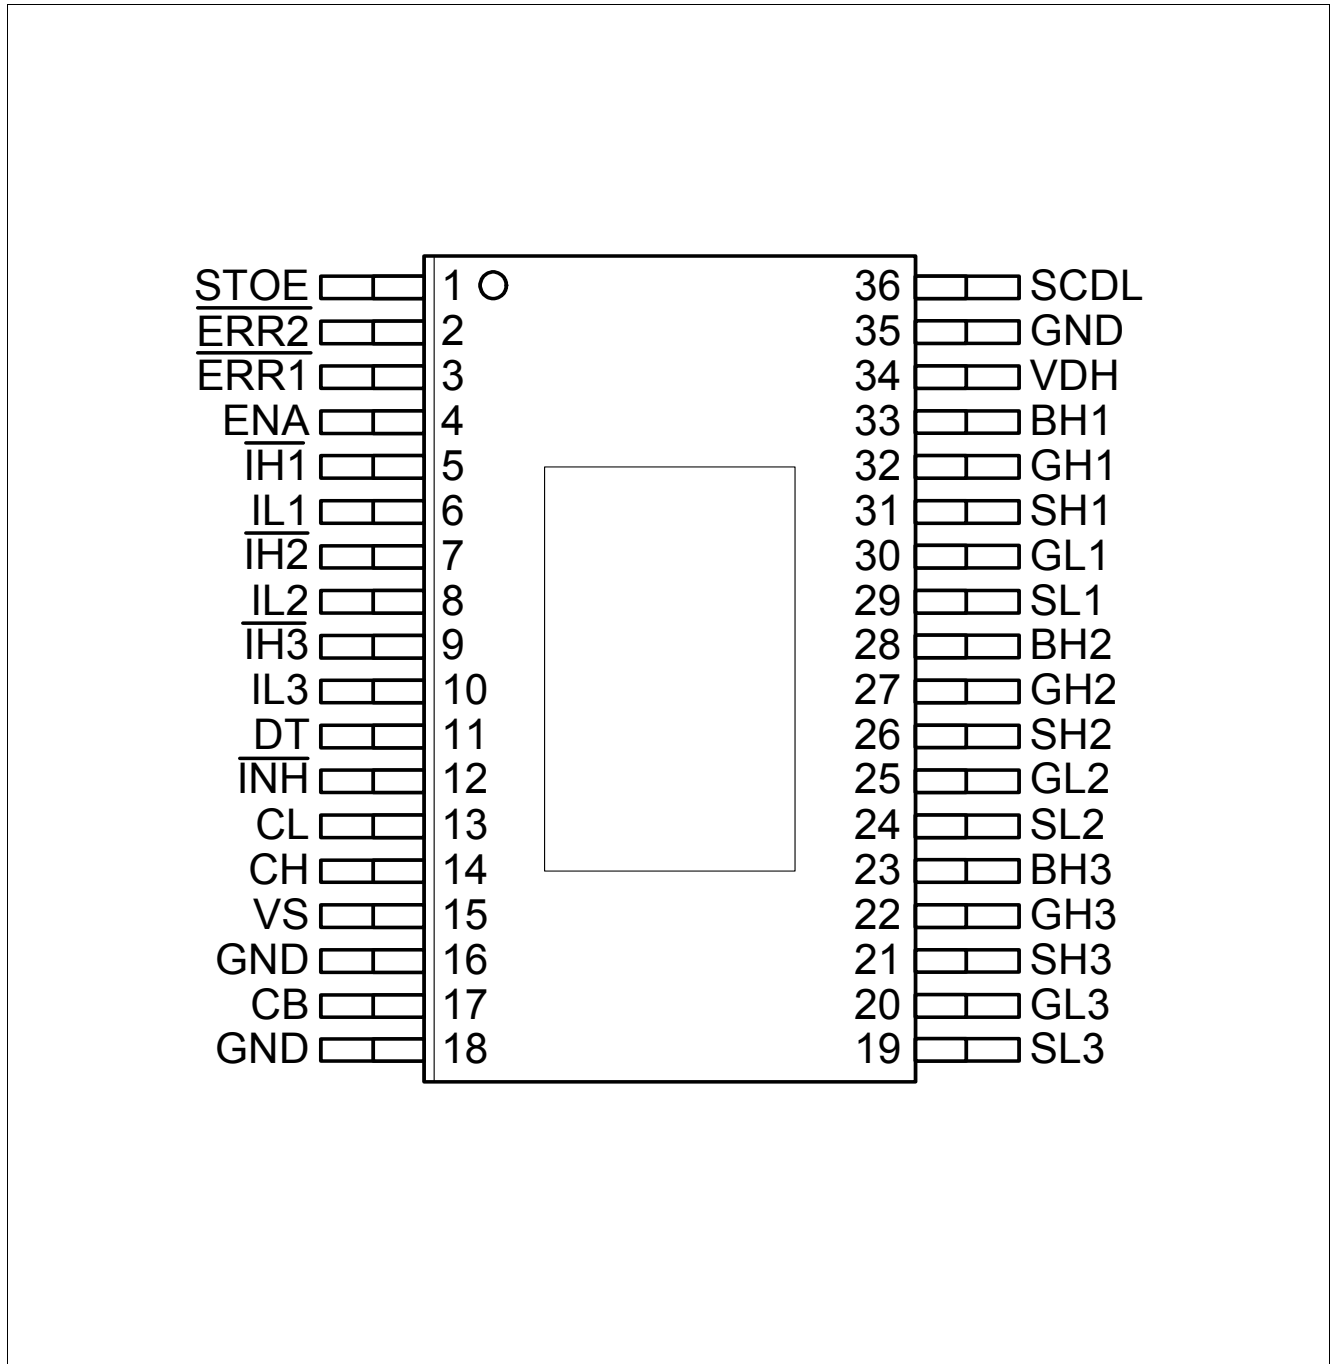 STOE 1 36 SCDL
ERR2 2 35 GND
ERR1 3 34 VDH
ENA 4 33 BH1
IH1 5 32 GH1
IL1 6 31 SH1
IH2 7 30 GL1
IL2 8 29 SL1
IH3 9 28 BH2
IL3 10 27 GH2
DT 11 26 SH2
INH 12 25 GL2
CL 13 24 SL2
CH 14 23 BH3
VS 15 22 GH3
GND 16 21 SH3
CB 17 20 GL3
GND 18 19 SL3